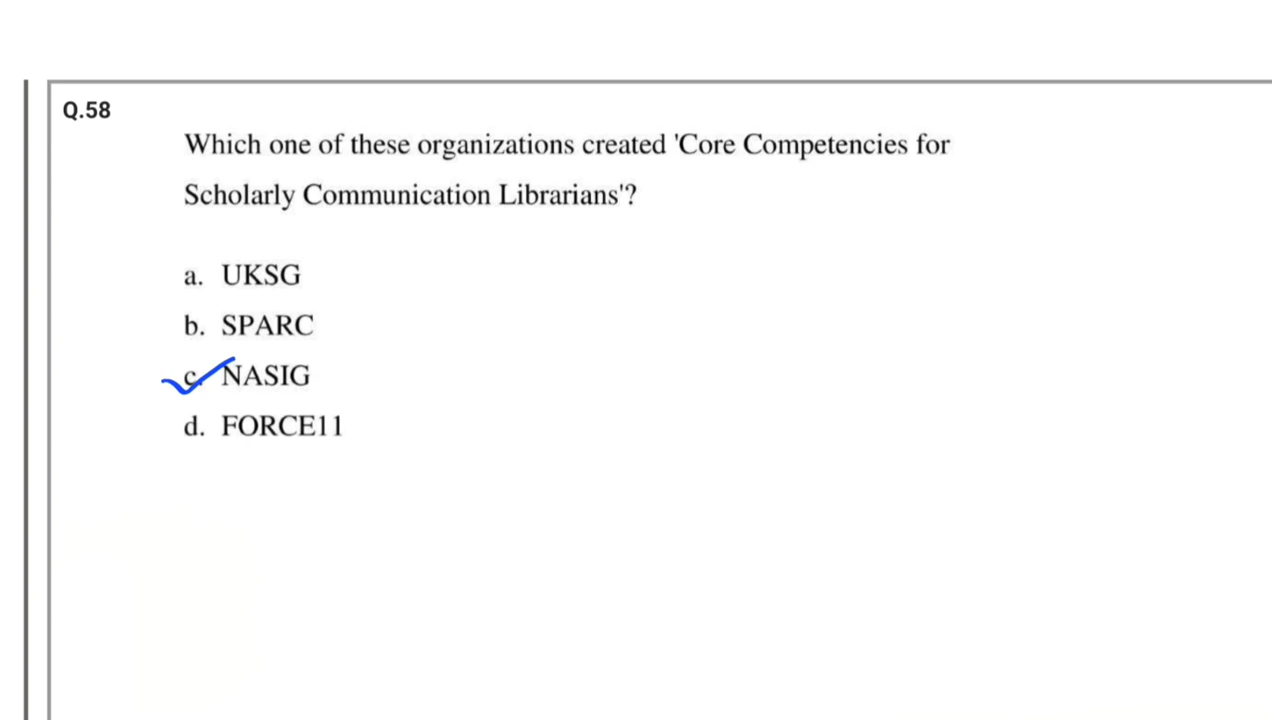 Q.58
Which one of these organizations created 'Core Competencies for
Scholarly Communication Librarians'?
a. UKSG
b. SPARC
c. NASIG
d. FORCE11